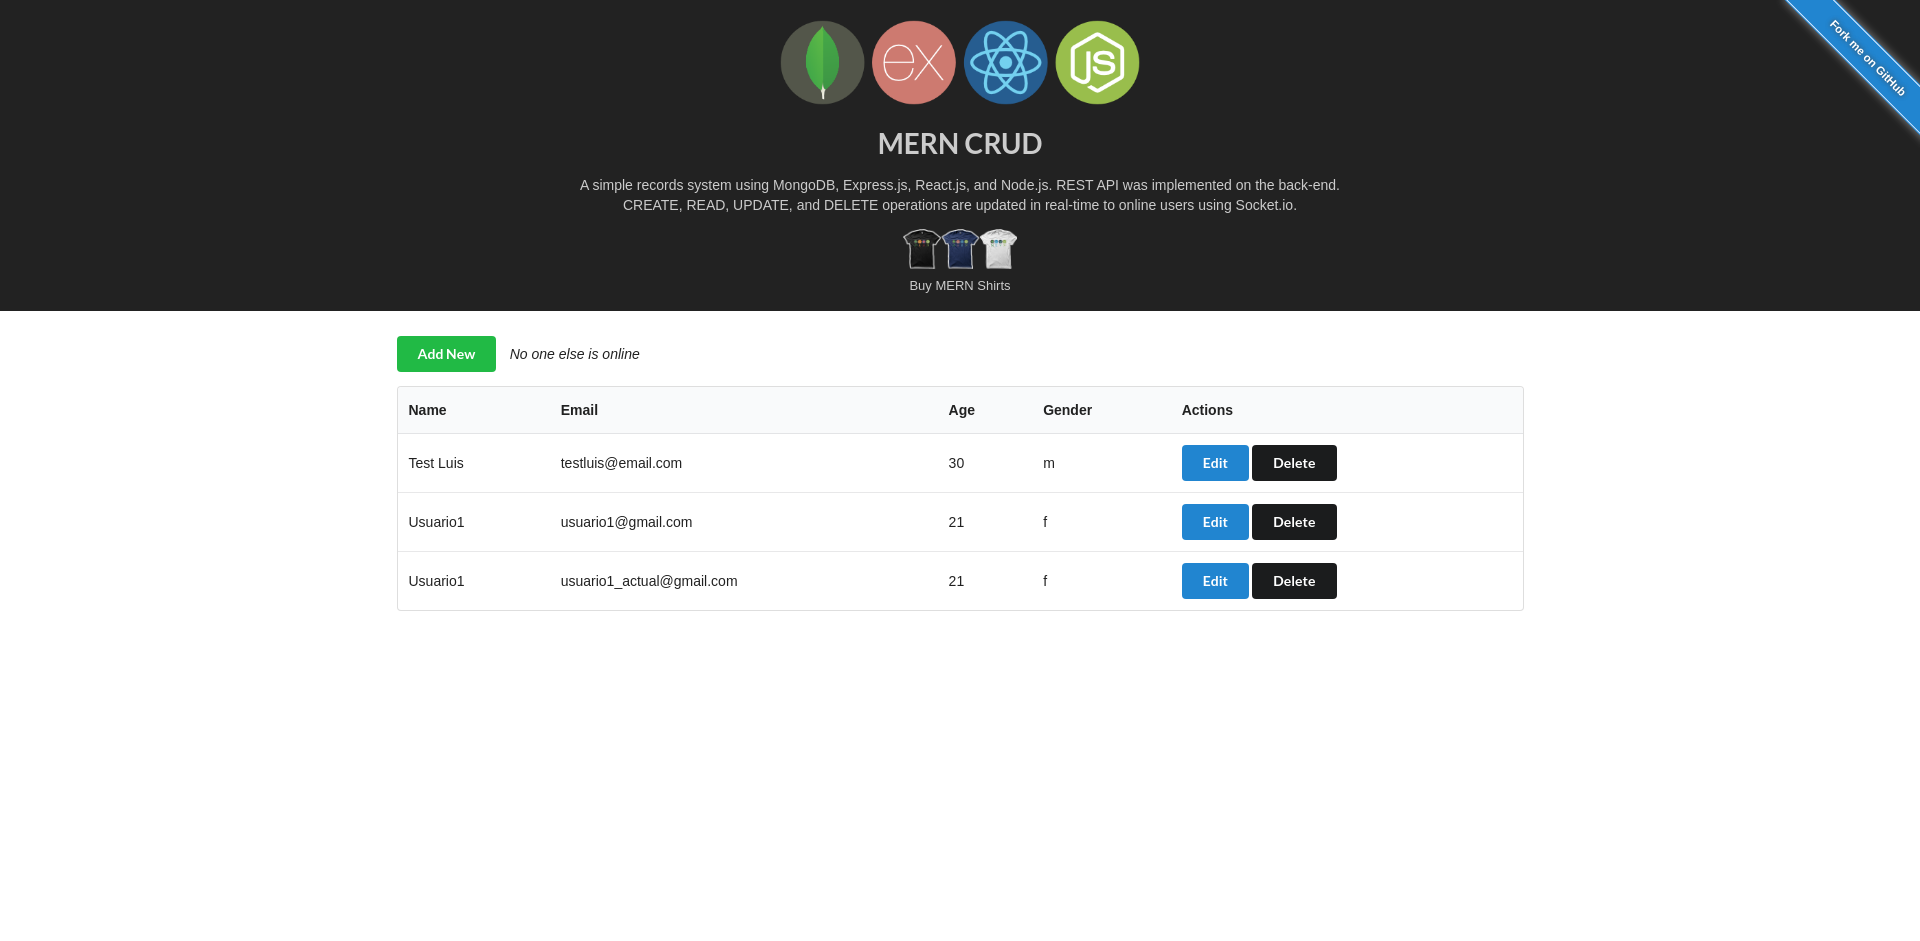 ex
JS
Fork me on GitHub
MERN CRUD
A simple records system using MongoDB, Express.js, React.js, and Node.js. REST API was implemented on the back-end.
CREATE, READ, UPDATE, and DELETE operations are updated in real-time to online users using Socket.io.
Buy MERN Shirts
Add New No one else is online
Name Email Age Gender Actions
Test Luis testluis@email.com 30 m Edit Delete
Usuario1 usuario1@gmail.com 21 f Edit Delete
Usuario1 usuario1_actual@gmail.com 21 f Edit Delete